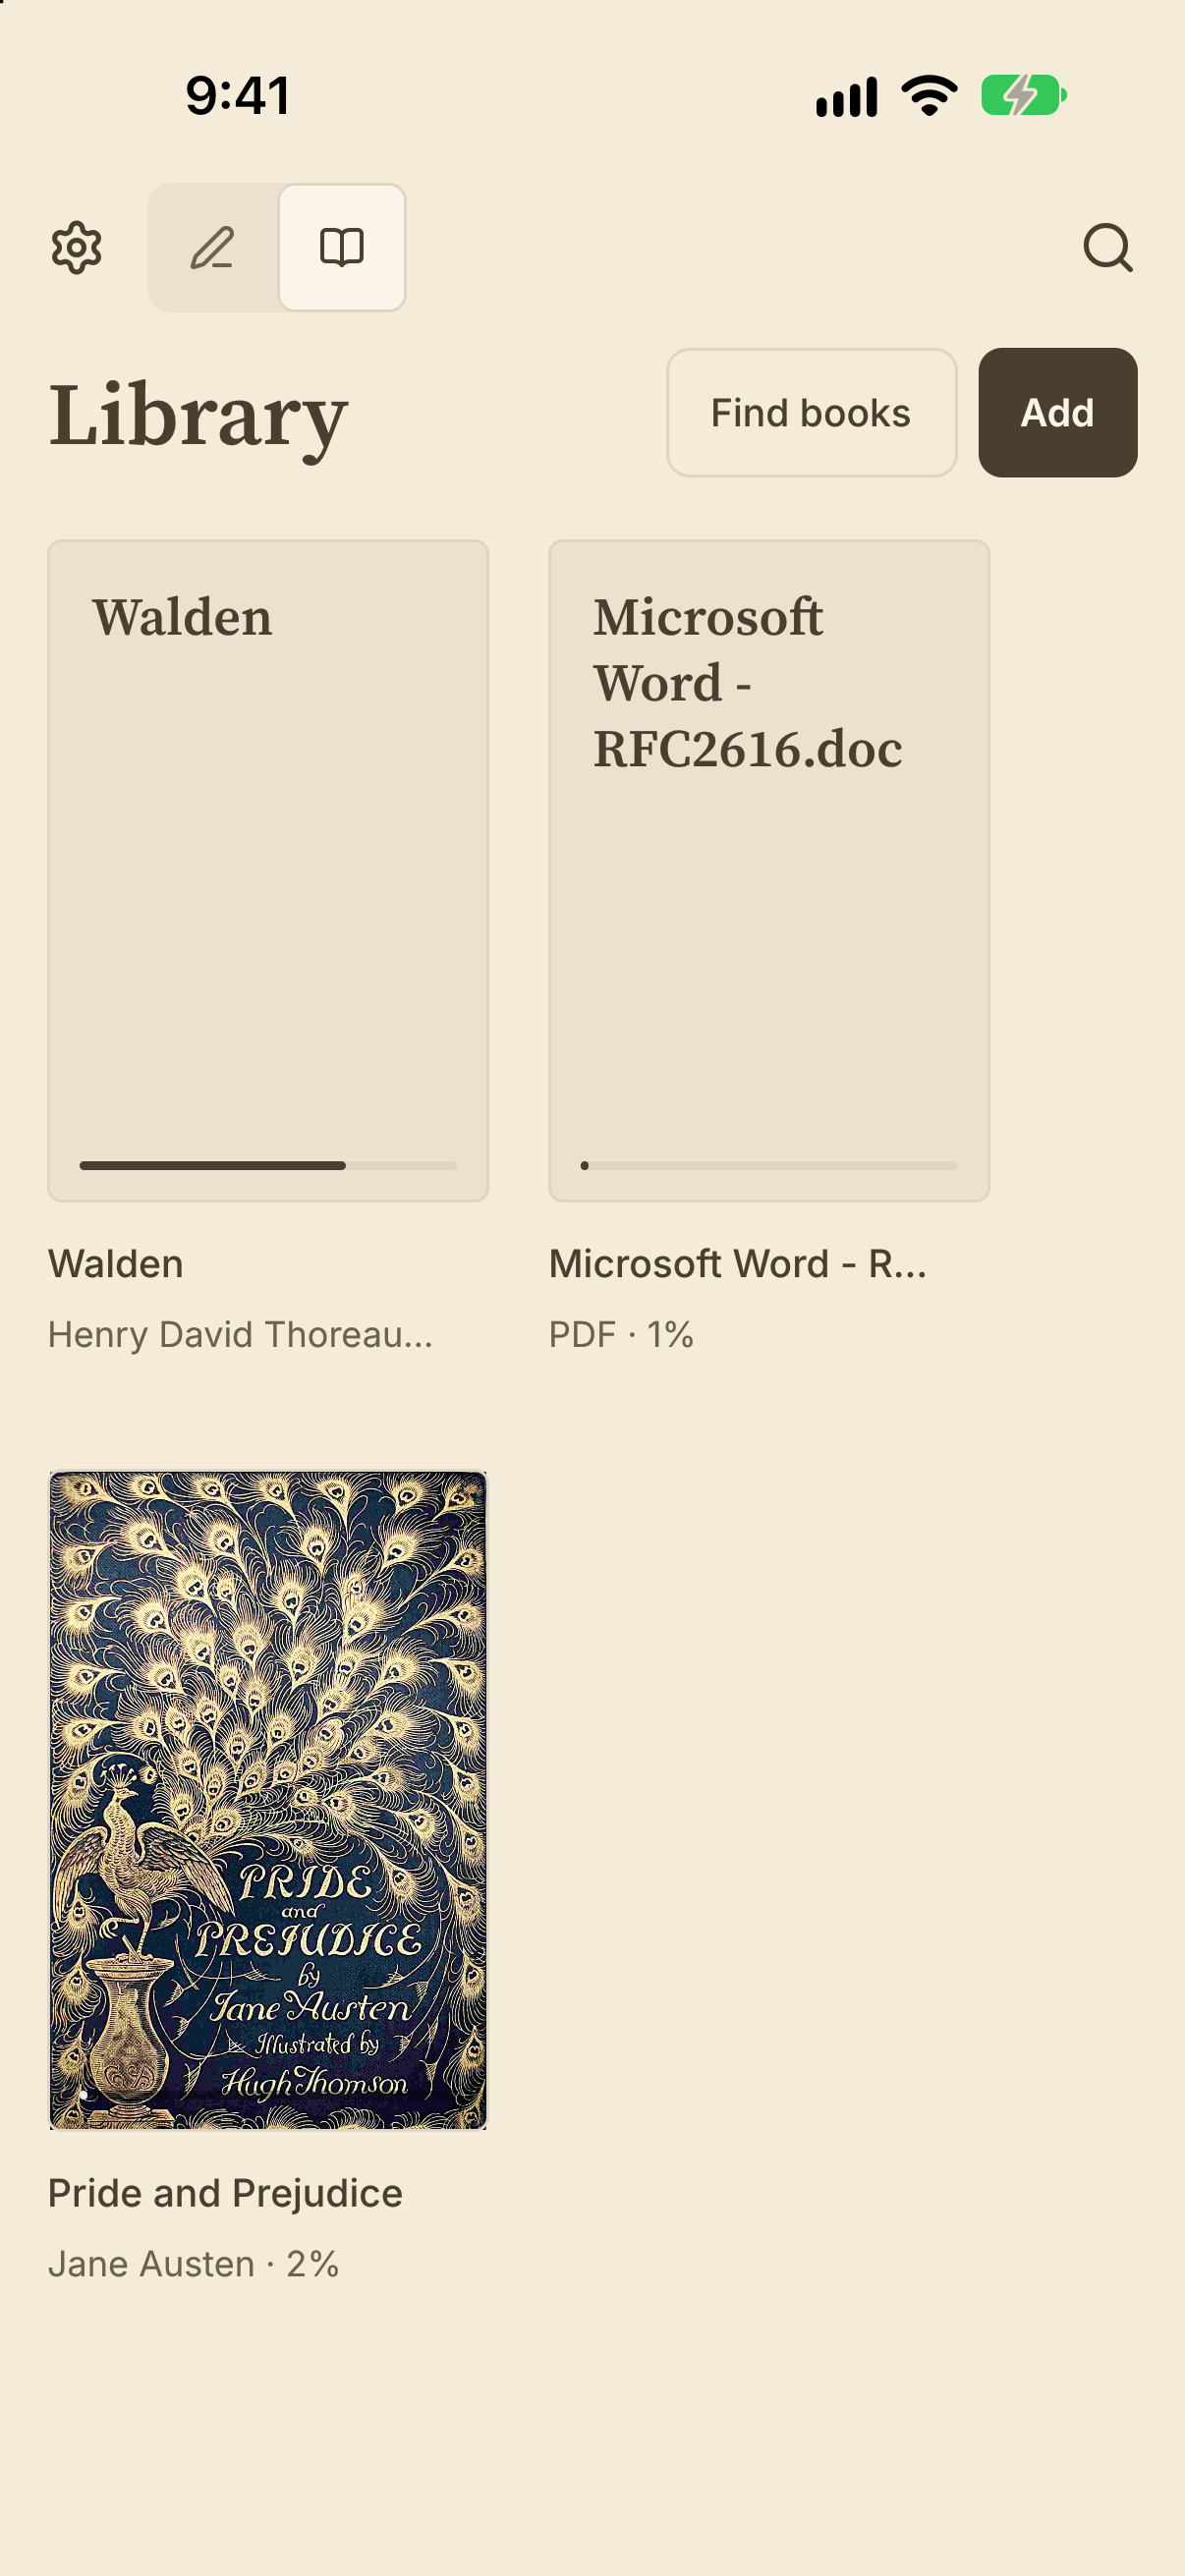 9:41
Library
Find books
Add
Walden
Microsoft
Word -
RFC2616.doc
Walden
Henry David Thoreau...
Microsoft Word - R...
PDF · 1%
PRIDE
and
PREJUDICE
by
Jane Austen
Illustrated by
Hugh Thomson
Pride and Prejudice
Jane Austen · 2%